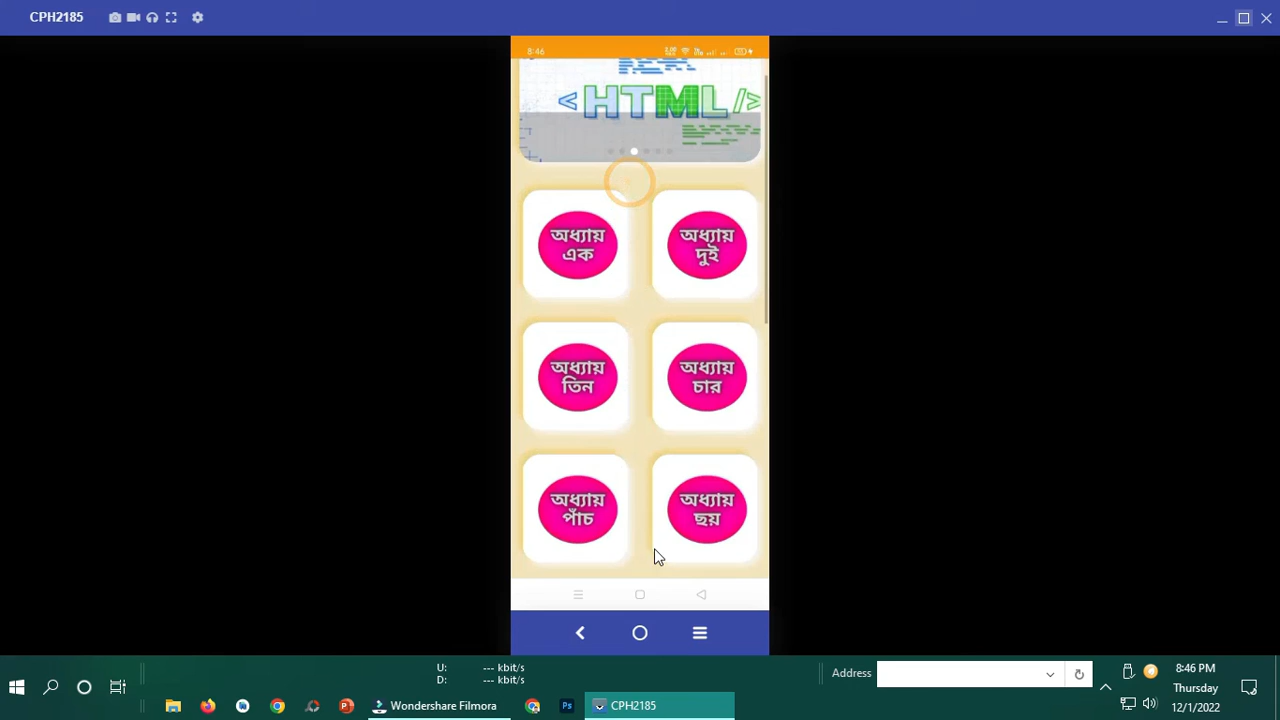 CPH2185
8:46
<HTML/>
অধ্যায়
এক
অধ্যায়
দুই
অধ্যায়
তিন
অধ্যায়
চার
অধ্যায়
পাঁচ
অধ্যায়
ছয়
U: --- kbit/s
D: --- kbit/s
Address
Wondershare Filmora
Ps
CPH2185
8:46 PM
Thursday
12/1/2022